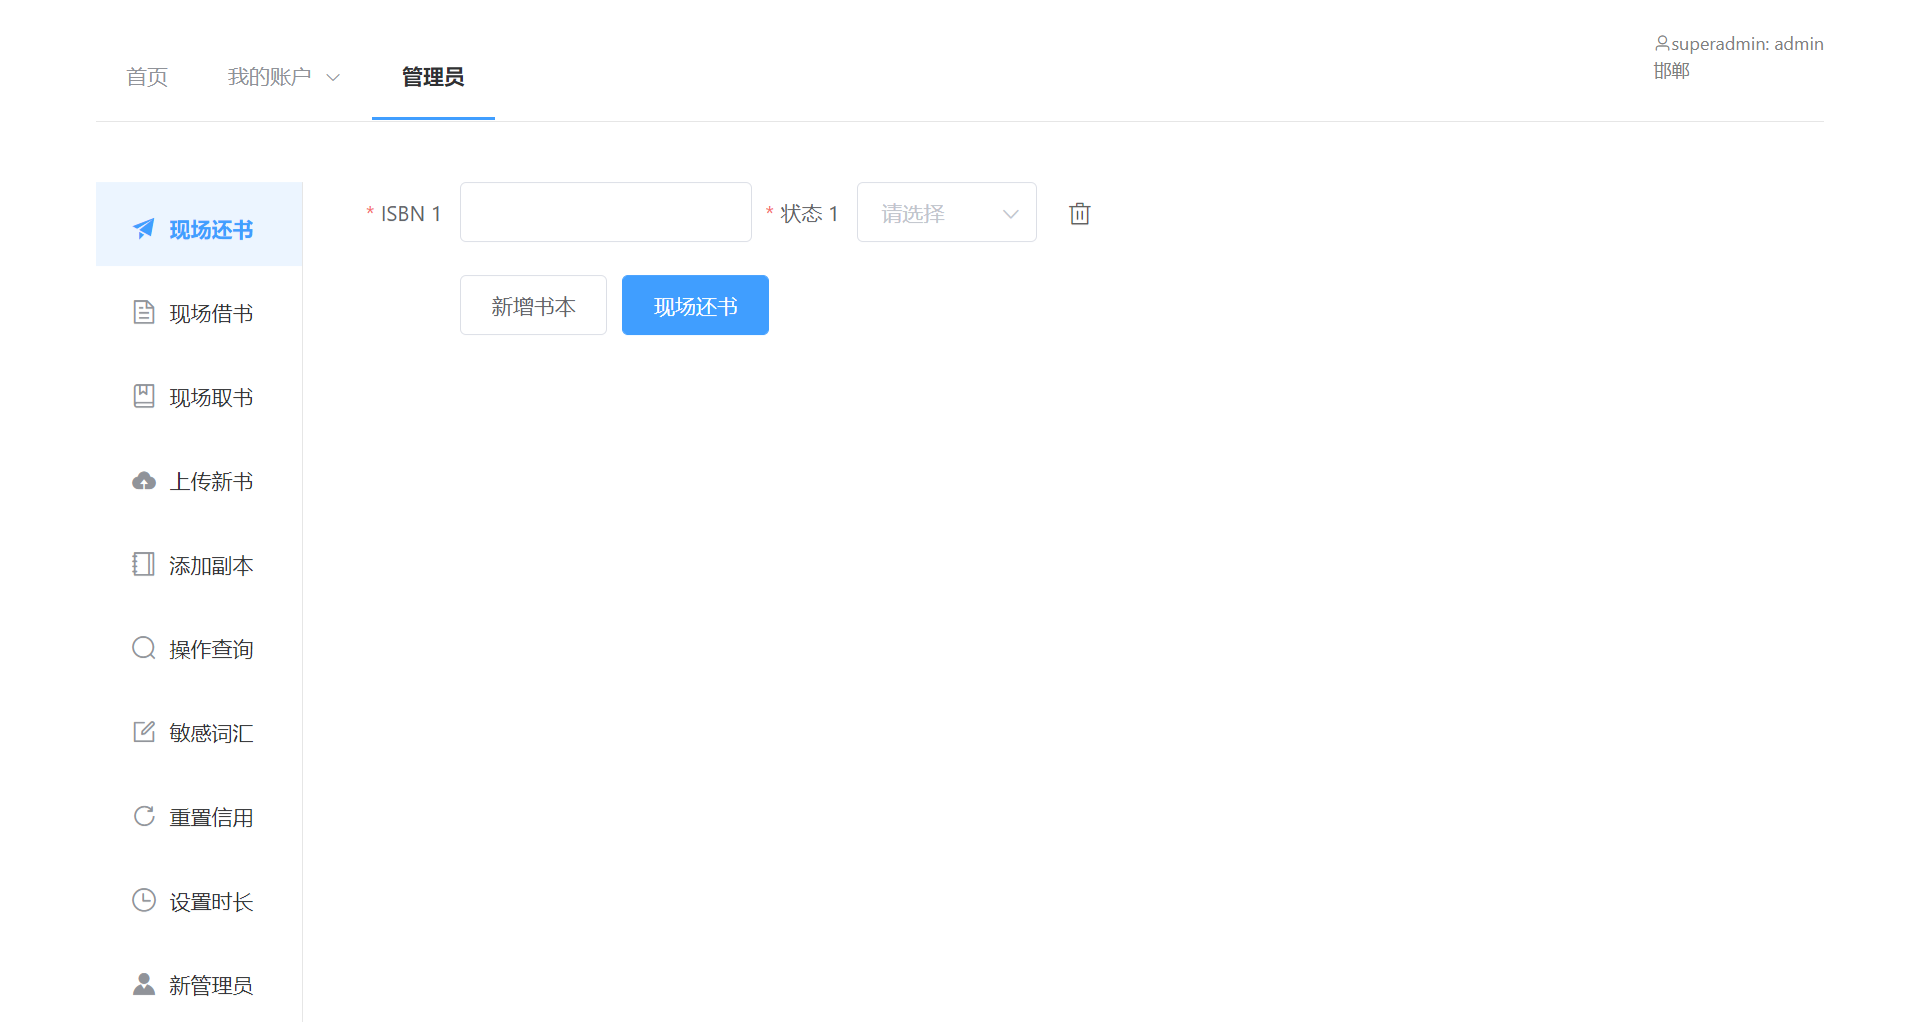 首页
我的账户
管理员
superadmin: admin
邯郸
现场还书
现场借书
现场取书
上传新书
添加副本
操作查询
敏感词汇
重置信用
设置时长
新管理员
* ISBN 1
* 状态 1
请选择
新增书本
现场还书